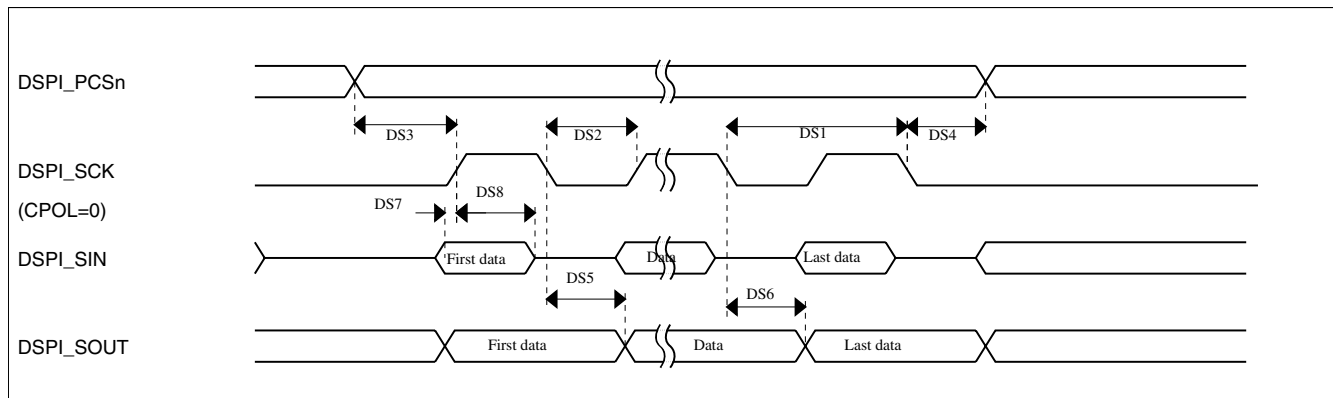 DSPI_PCSn
DS3
DS2
DS1
DS4
DSPI_SCK
(CPOL=0)
DS7
DS8
DSPI_SIN
First data
Data
Last data
DS5
DS6
DSPI_SOUT
First data
Data
Last data